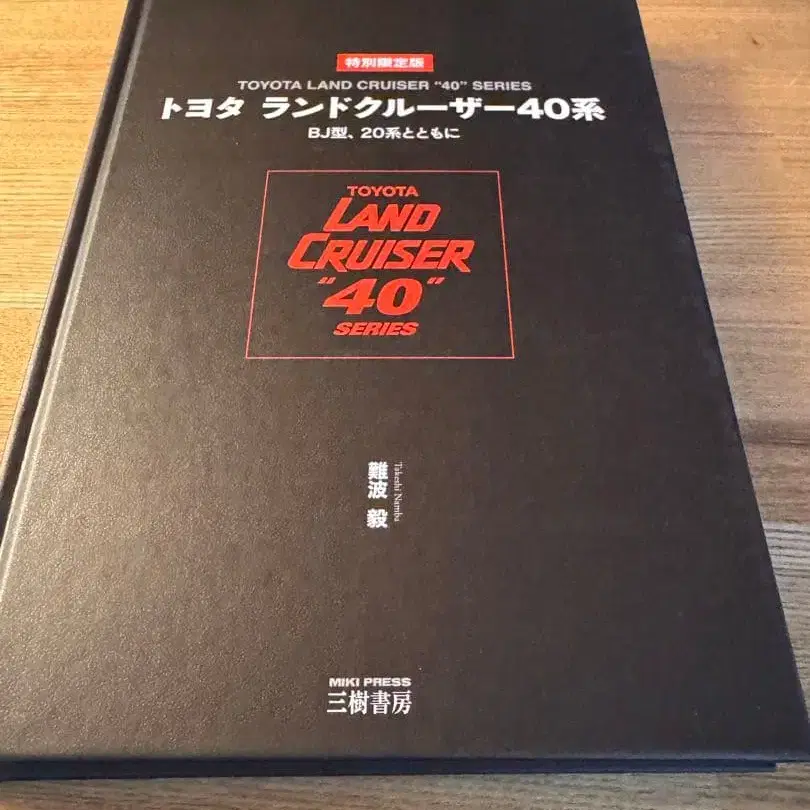 特別限定版
TOYOTA LAND CRUISER “40” SERIES
トヨタ ランドクルーザー40系
BJ型、20系とともに
TOYOTA
LAND
CRUISER
“40”
SERIES
難波 毅
Takeshi Namba
MIKI PRESS
三樹書房